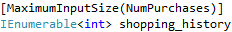 [MaximumInputSize(NumPurchases)]
IEnumerable<int> shopping_history